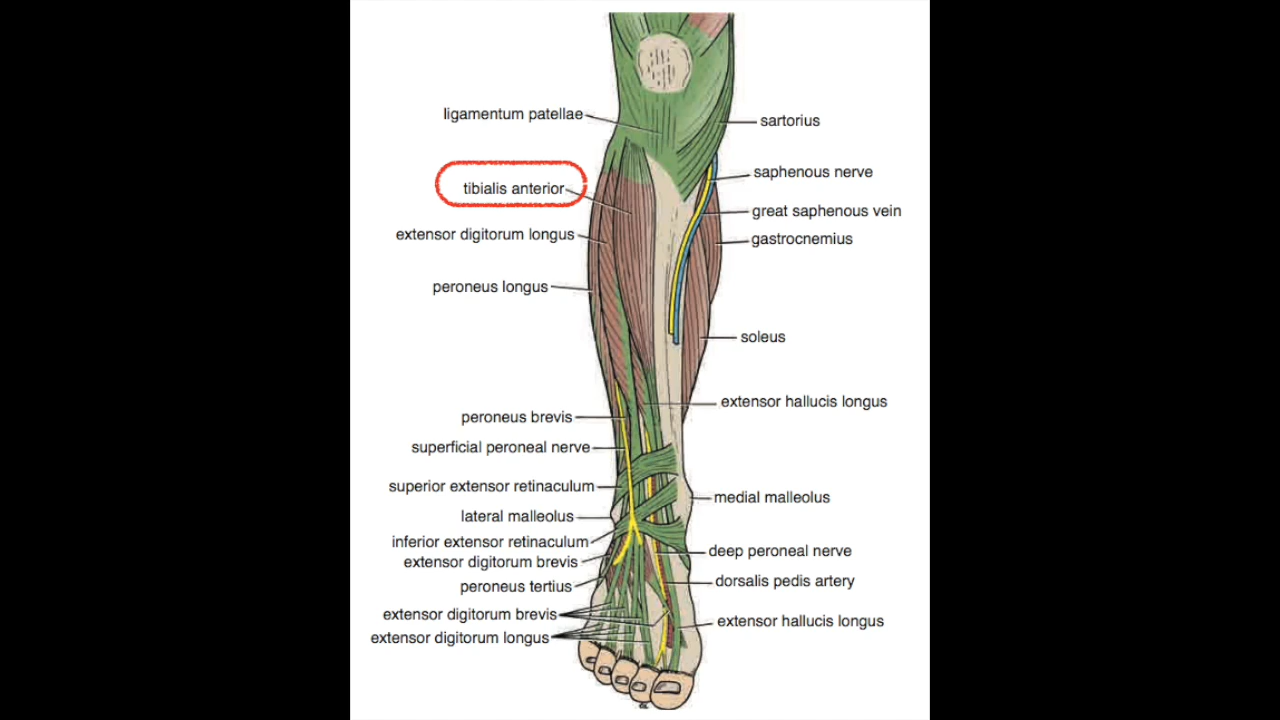 ligamentum patellae
sartorius
saphenous nerve
tibialis anterior
great saphenous vein
extensor digitorum longus
gastrocnemius
peroneus longus
soleus
extensor hallucis longus
peroneus brevis
superficial peroneal nerve
superior extensor retinaculum
medial malleolus
lateral malleolus
inferior extensor retinaculum
deep peroneal nerve
extensor digitorum brevis
dorsalis pedis artery
peroneus tertius
extensor digitorum brevis
extensor hallucis longus
extensor digitorum longus